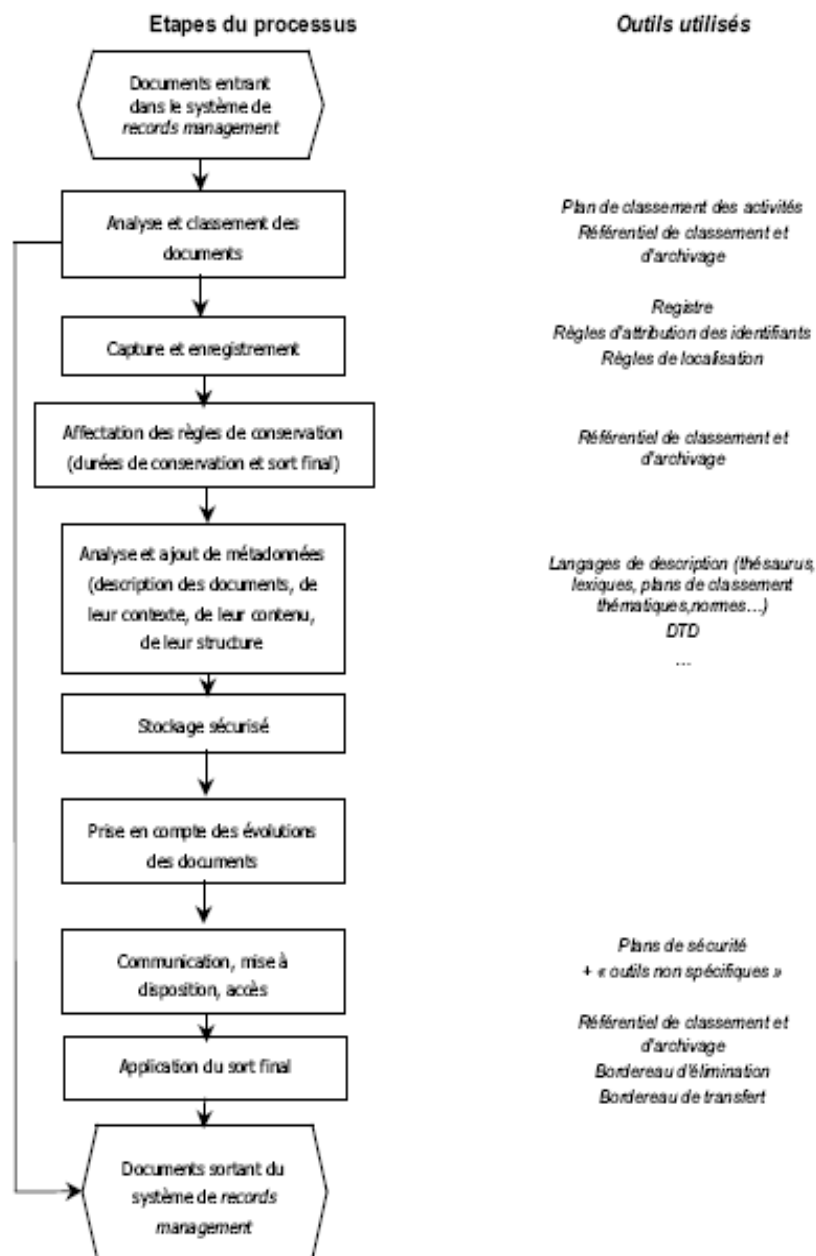 Etapes du processus
Outils utilisés
Documents entrant
dans le système de
records management
Analyse et classement des
documents
Plan de classement des activités
Référentiel de classement et
d'archivage
Capture et enregistrement
Registre
Règles d'attribution des identifiants
Règles de localisation
Affectation des règles de conservation
(durées de conservation et sort final)
Référentiel de classement et
d'archivage
Analyse et ajout de métadonnées
(description des documents, de
leur contexte, de leur contenu,
de leur structure
Langages de description (thésaurus,
lexiques, plans de classement
thématiques,normes…)
DTD
…
Stockage sécurisé
Prise en compte des évolutions
des documents
Communication, mise à
disposition, accès
Plans de sécurité
+ « outils non spécifiques »
Application du sort final
Référentiel de classement et
d'archivage
Bordereau d'élimination
Bordereau de transfert
Documents sortant du
système de records
management